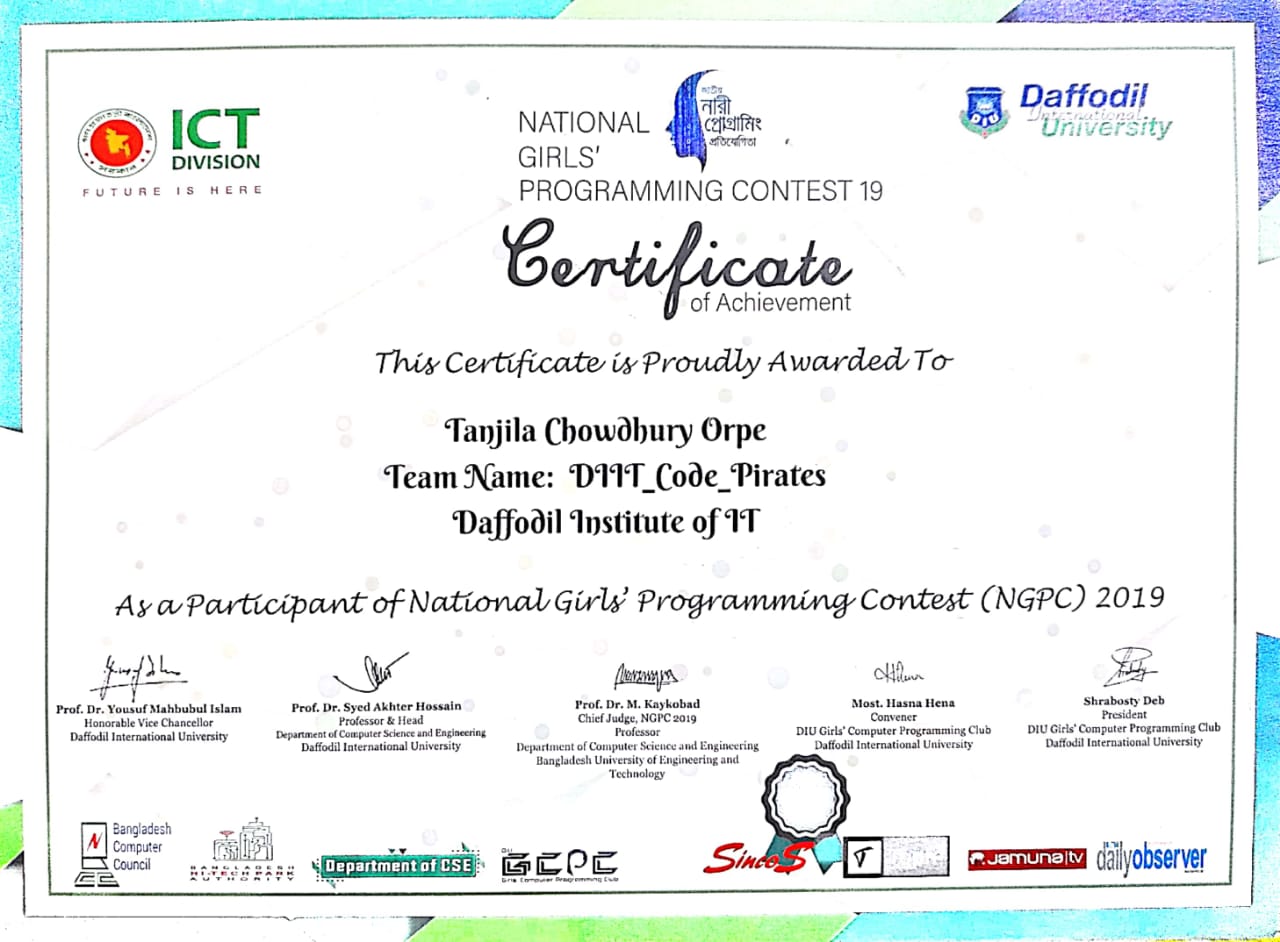 ICT
DIVISION
FUTURE IS HERE
NATIONAL
GIRLS'
PROGRAMMING CONTEST 19
জাতীয়
নারী
প্রোগ্রামিং
প্রতিযোগিতা
DIU
Daffodil
International
University
Certificate
of Achievement
This Certificate is Proudly Awarded To
Tanjila Chowdhury Orpe
Team Name: DIIT_Code_Pirates
Daffodil Institute of IT
As a Participant of National Girls' Programming Contest (NGPC) 2019
Prof. Dr. Yousuf Mahbubul Islam
Honorable Vice Chancellor
Daffodil International University
Prof. Dr. Syed Akhter Hossain
Professor & Head
Department of Computer Science and Engineering
Daffodil International University
Prof. Dr. M. Kaykobad
Chief Judge, NGPC 2019
Professor
Department of Computer Science and Engineering
Bangladesh University of Engineering and
Technology
Most. Hasna Hena
Convener
DIU Girls' Computer Programming Club
Daffodil International University
Shrabosty Deb
President
DIU Girls' Computer Programming Club
Daffodil International University
Bangladesh
Computer
Council
BANGLADESH
HI-TECH PARK
AUTHORITY
Department of CSE
GCPC
Girls Computer Programming Club
SincoS
T
Jamuna|tv
dailyobserver